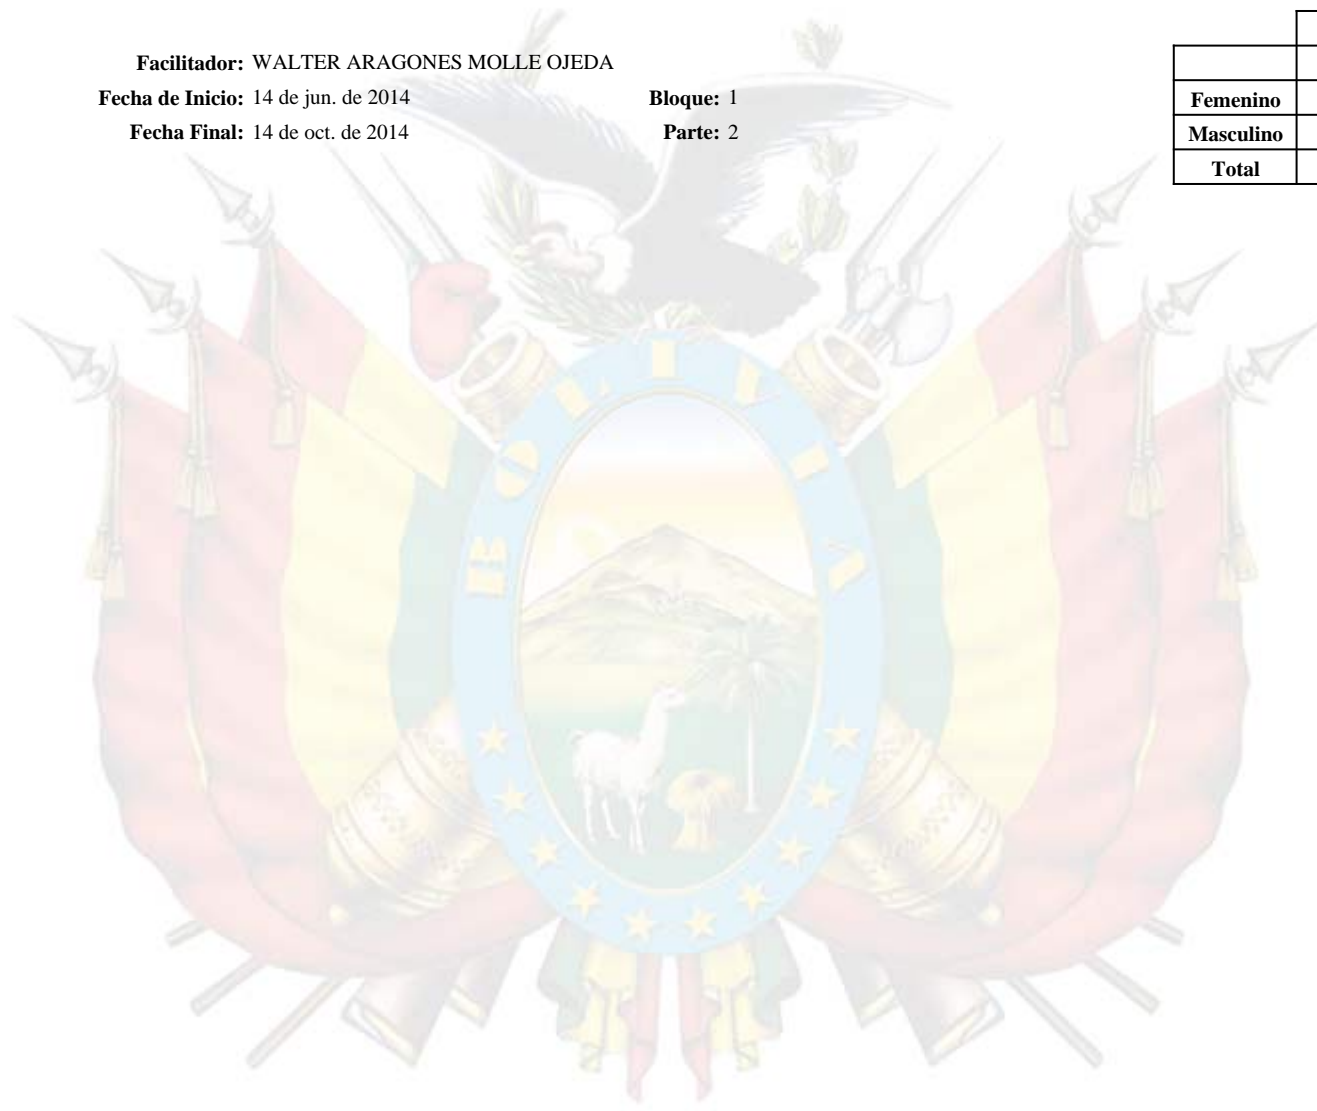 Facilitador: WALTER ARAGONES MOLLE OJEDA
Fecha de Inicio: 14 de jun. de 2014 Bloque: 1
Fecha Final: 14 de oct. de 2014 Parte: 2
Femenino
Masculino
Total
BOLIVIA